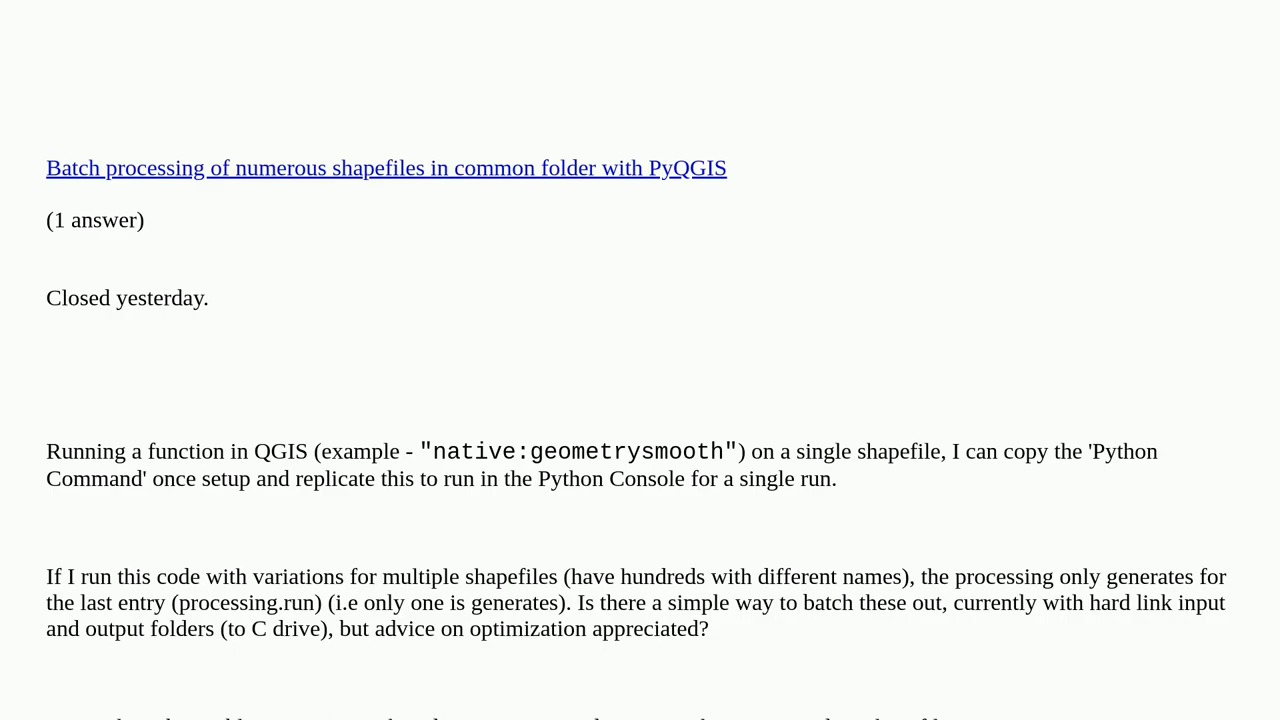 Batch processing of numerous shapefiles in common folder with PyQGIS
(1 answer)
Closed yesterday.
Running a function in QGIS (example - "native:geometrysmooth") on a single shapefile, I can copy the 'Python
Command' once setup and replicate this to run in the Python Console for a single run.
If I run this code with variations for multiple shapefiles (have hundreds with different names), the processing only generates for
the last entry (processing.run) (i.e only one is generates). Is there a simple way to batch these out, currently with hard link input
and output folders (to C drive), but advice on optimization appreciated?